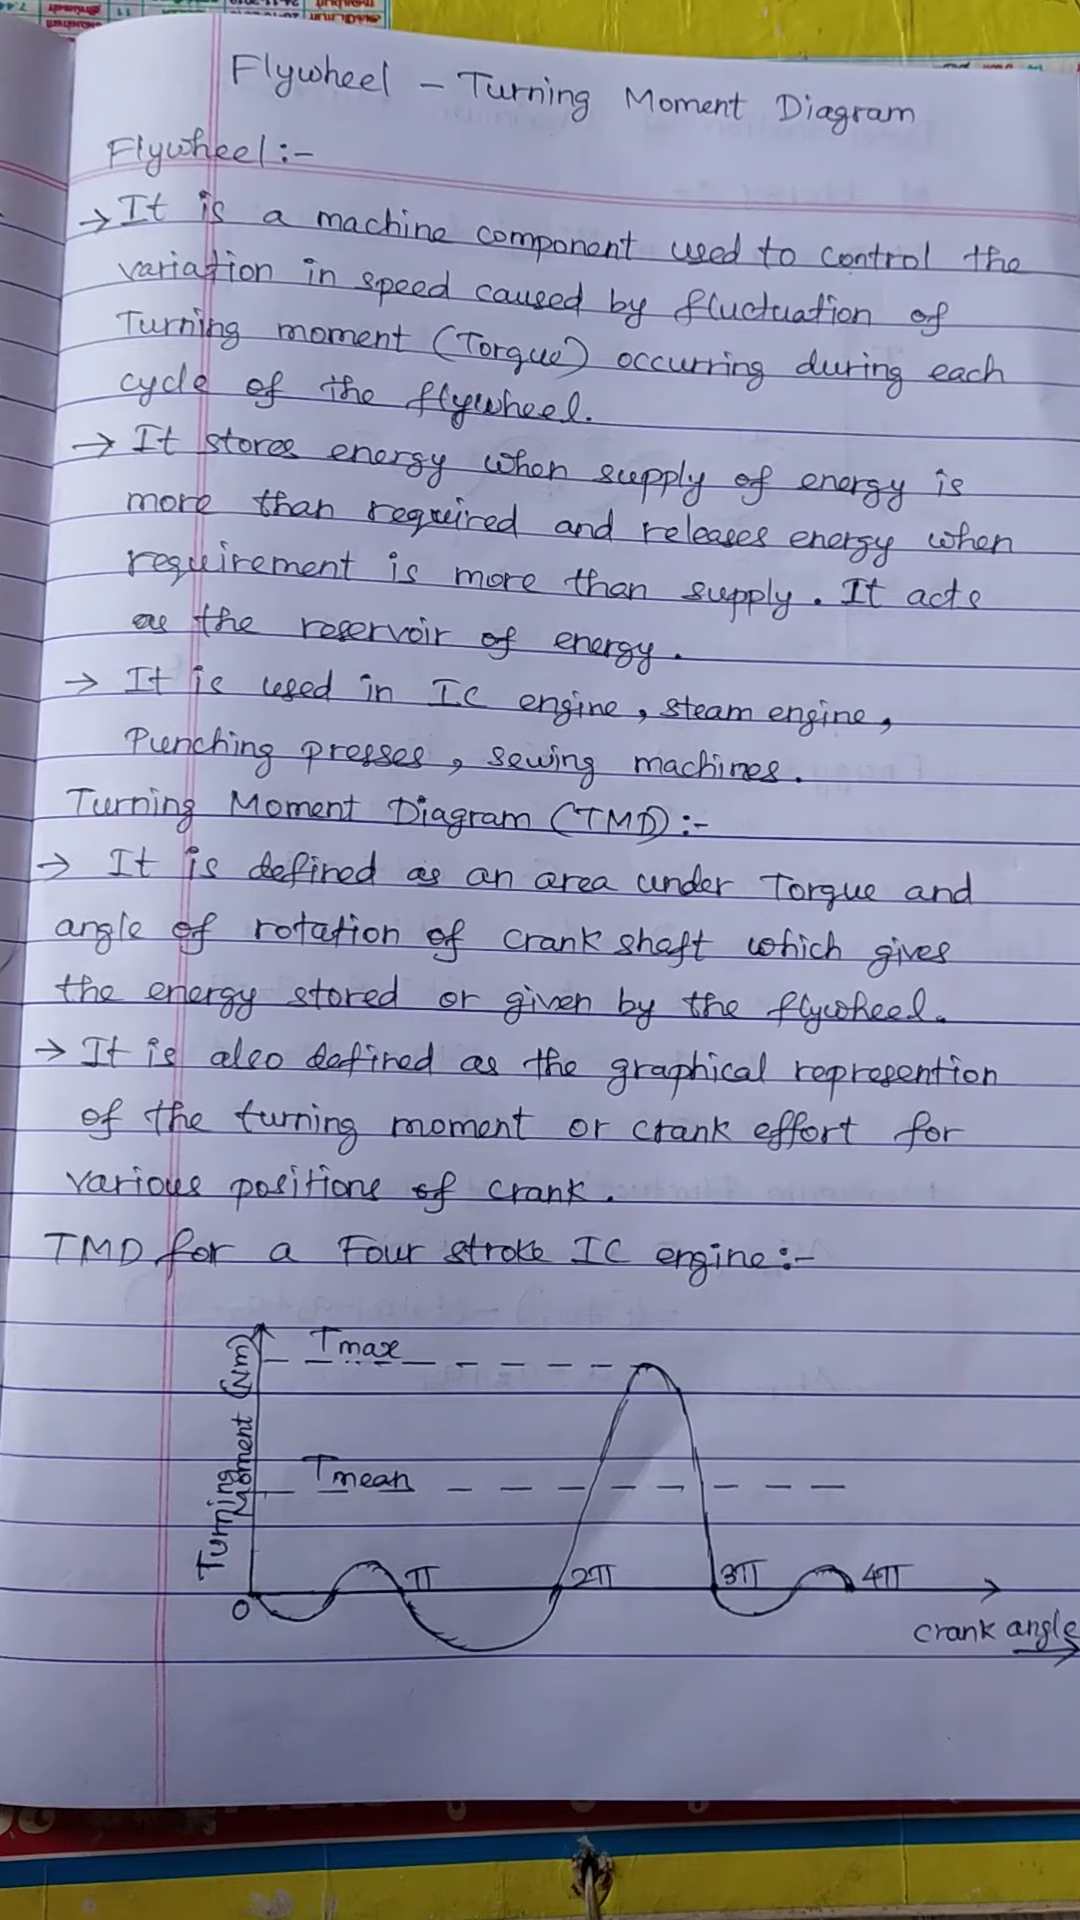 Flywheel - Turning Moment Diagram
Flywheel :-
→ It is a machine component used to control the
variation in speed caused by fluctuation of
Turning moment (Torque) occurring during each
cycle of the flywheel.
→ It stores energy when supply of energy is
more than required and releases energy when
requirement is more than supply. It acts
as the reservoir of energy.
→ It is used in IC engine, steam engine,
Punching presses, sewing machines.
Turning Moment Diagram (TMD) :-
→ It is defined as an area under Torque and
angle of rotation of crank shaft which gives
the energy stored or given by the flywheel.
→ It is also defined as the graphical represention
of the turning moment or crank effort for
various positions of crank.
TMD for a Four stroke IC engine :-
Tmax
Turning Moment (Nm)
Tmean
0 π 2π 3π 4π
crank angle